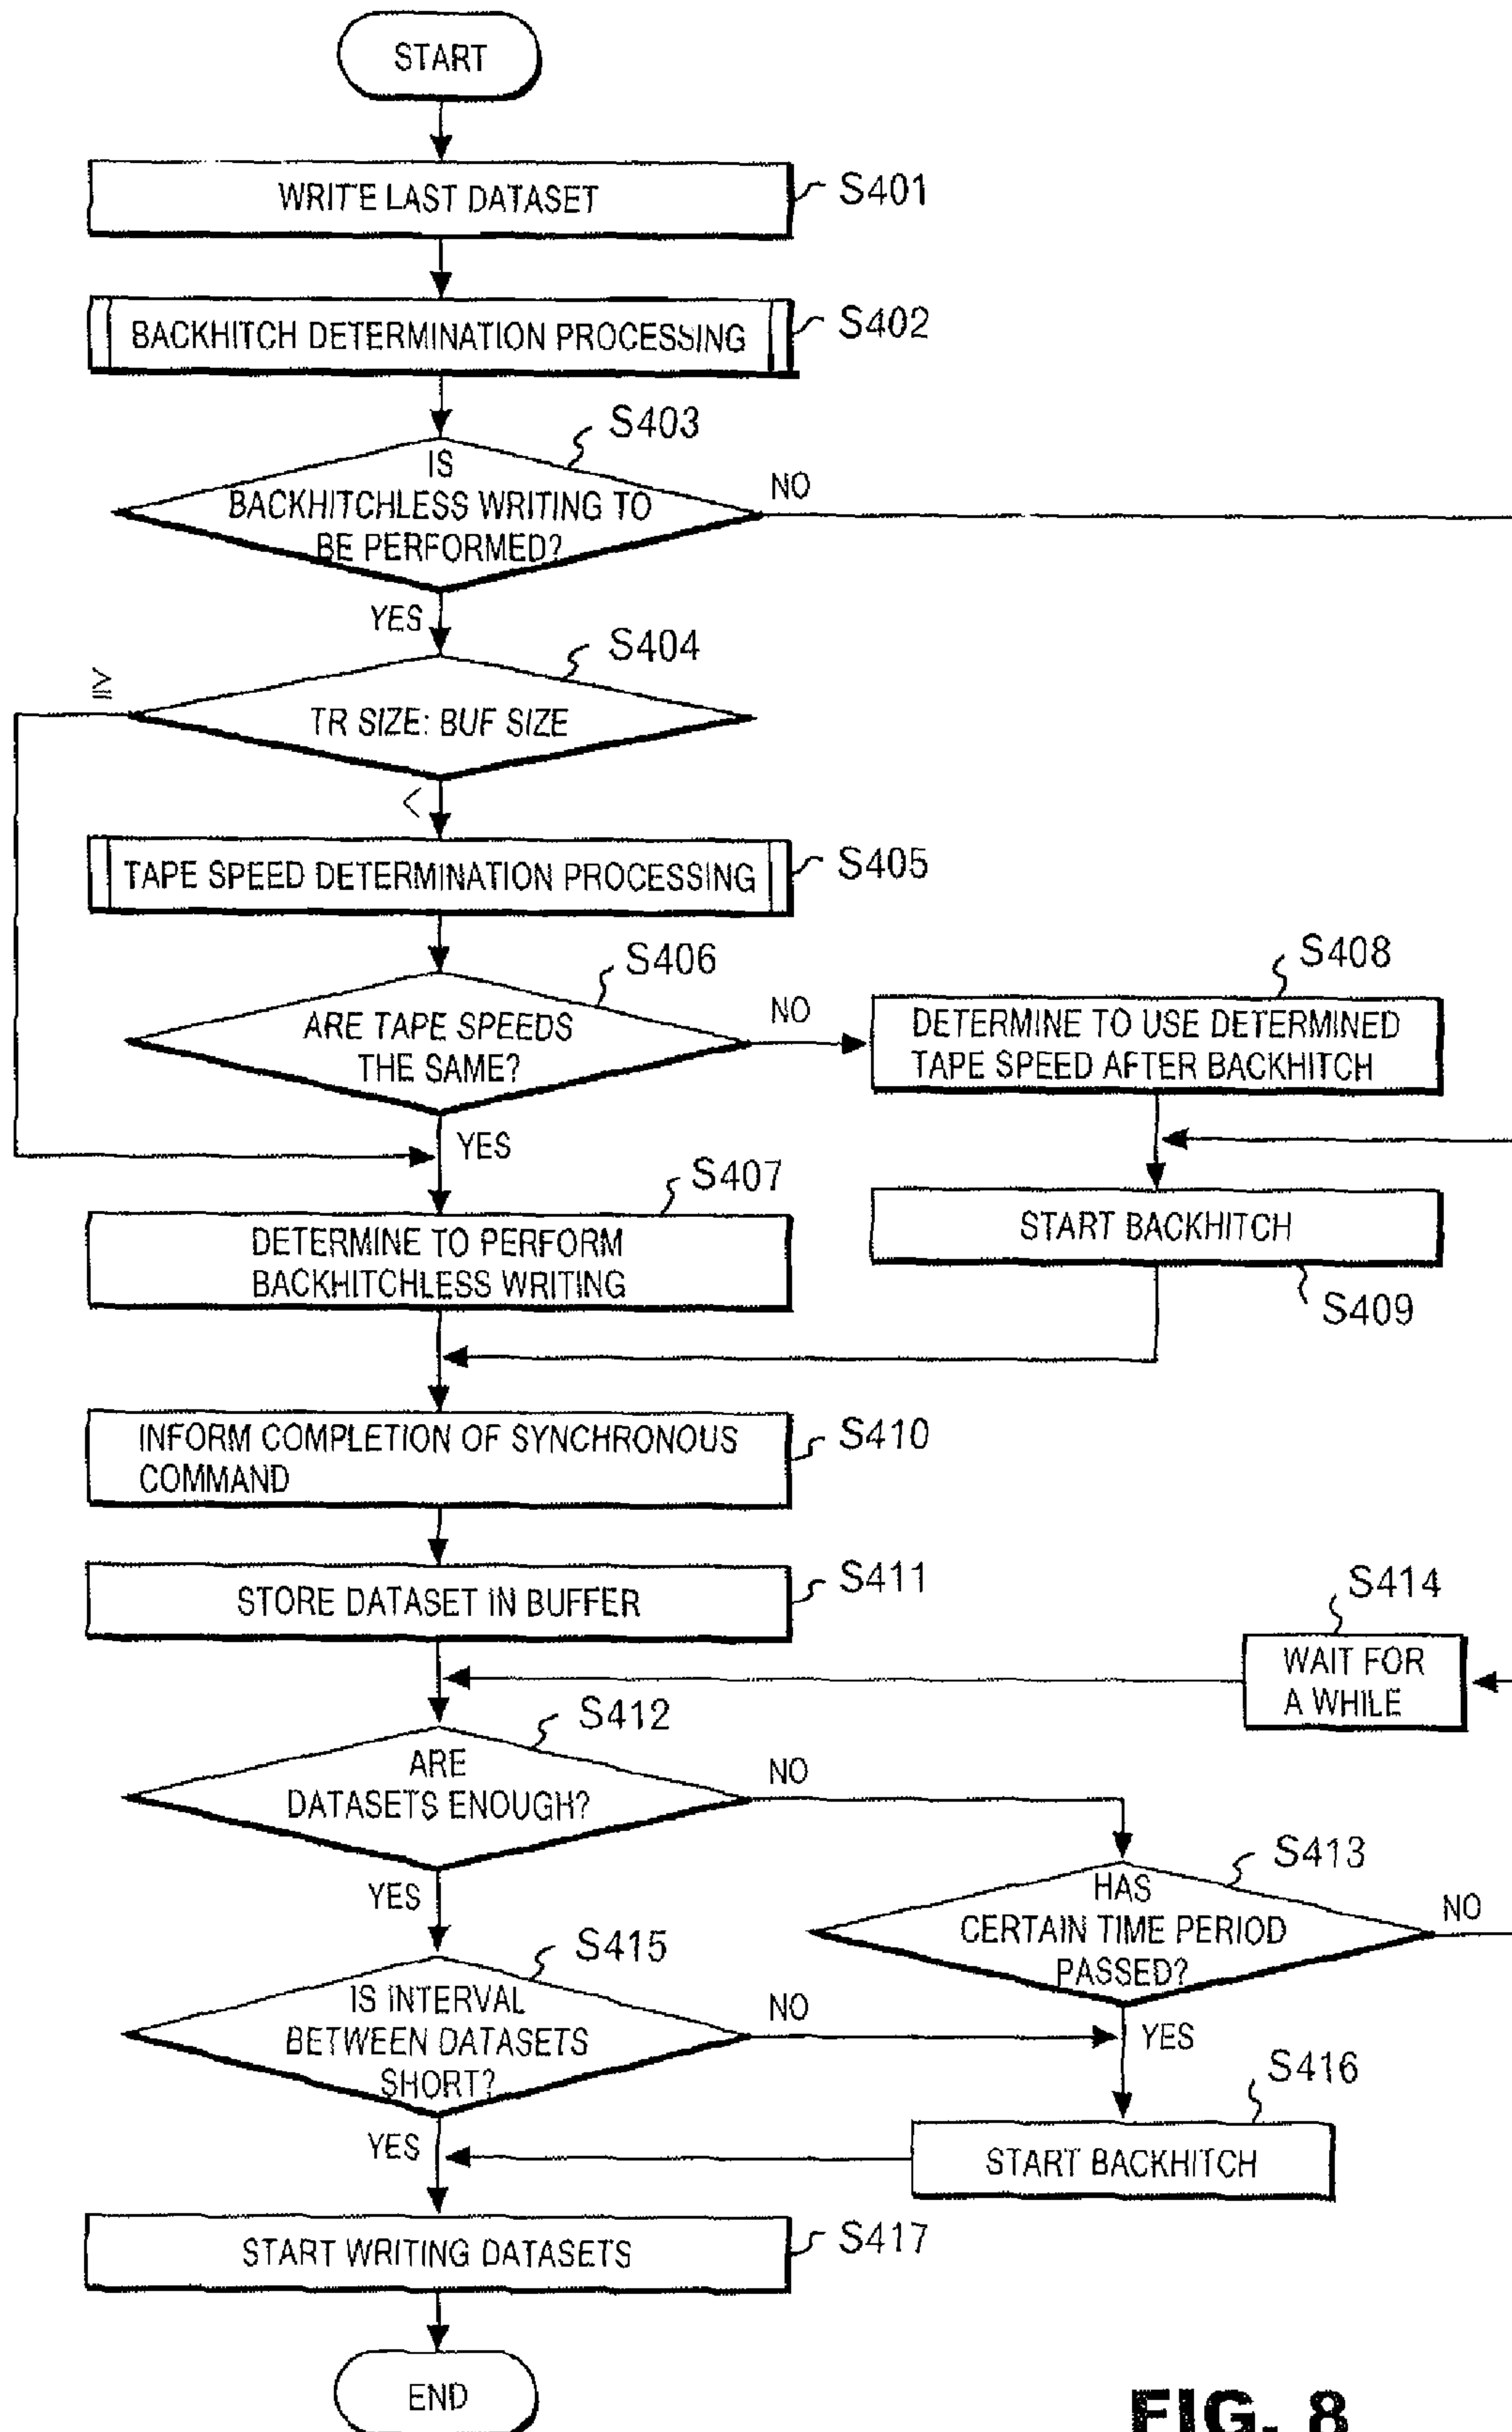 START
WRITE LAST DATASET
S401
BACKHITCH DETERMINATION PROCESSING
S402
S403
IS
BACKHITCHLESS WRITING TO
BE PERFORMED?
NO
YES
S404
≧
TR SIZE: BUF SIZE
<
TAPE SPEED DETERMINATION PROCESSING
S405
S406
ARE TAPE SPEEDS
THE SAME?
NO
S408
DETERMINE TO USE DETERMINED
TAPE SPEED AFTER BACKHITCH
YES
S407
DETERMINE TO PERFORM
BACKHITCHLESS WRITING
START BACKHITCH
S409
INFORM COMPLETION OF SYNCHRONOUS
COMMAND
S410
STORE DATASET IN BUFFER
S411
S414
WAIT FOR
A WHILE
S412
ARE
DATASETS ENOUGH?
NO
YES
S413
HAS
CERTAIN TIME PERIOD
PASSED?
NO
YES
S415
IS INTERVAL
BETWEEN DATASETS
SHORT?
NO
YES
S416
START BACKHITCH
START WRITING DATASETS
S417
END
FIG. 8